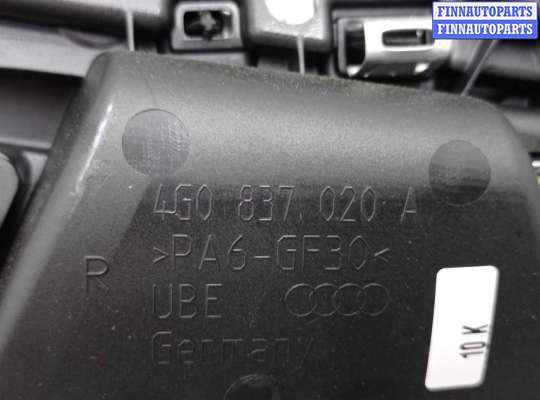 FINNAUTOPARTS
FINNAUTOPARTS
4G0 837 020 A
>PA6-GF30<
R
UBE
Germany
10 K